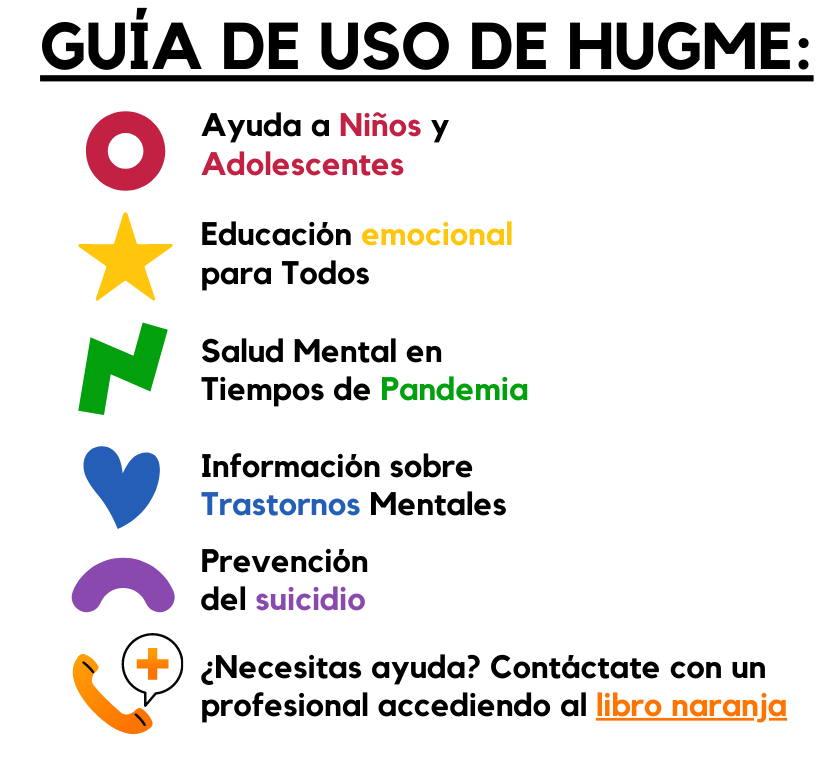 GUÍA DE USO DE HUGME:
Ayuda a Niños y
Adolescentes
Educación emocional
para Todos
Salud Mental en
Tiempos de Pandemia
Información sobre
Trastornos Mentales
Prevención
del suicidio
¿Necesitas ayuda? Contáctate con un
profesional accediendo al libro naranja